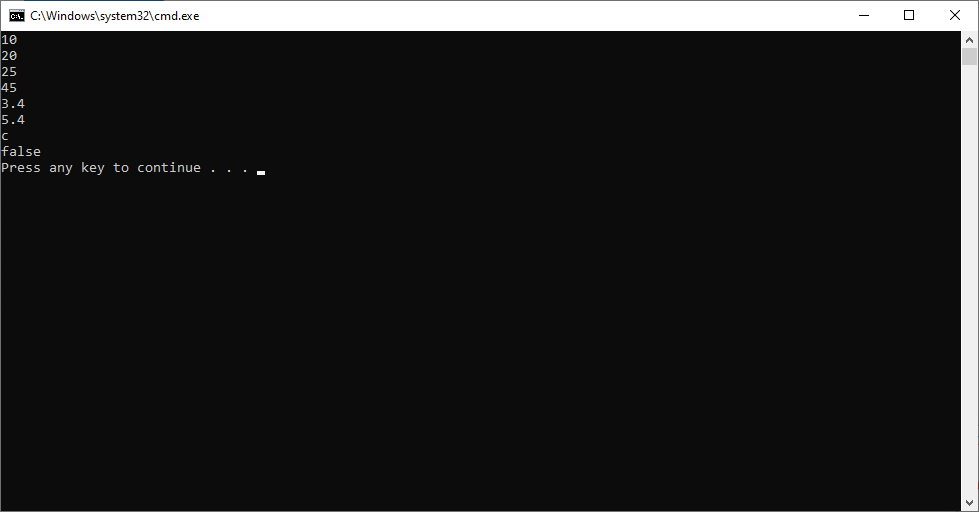 C:\Windows\system32\cmd.exe
10
20
25
45
3.4
5.4
c
false
Press any key to continue . . .